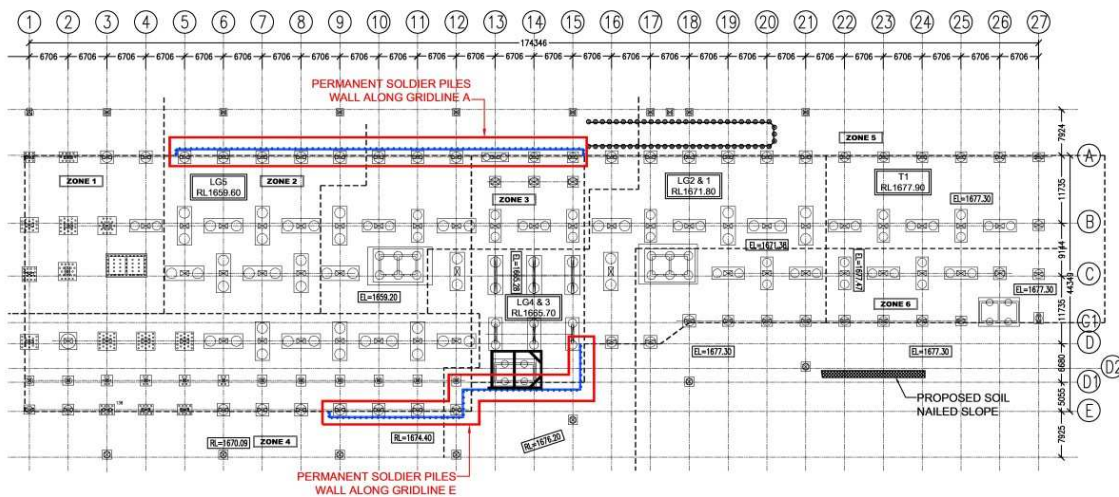 1 2 3 4 5 6 7 8 9 10 11 12 13 14 15 16 17 18 19 20 21 22 23 24 25 26 27
174346
6706 6706 6706 6706 6706 6706 6706 6706 6706 6706 6706 6706 6706 6706 6706 6706 6706 6706 6706 6706 6706 6706 6706 6706 6706 6706
PERMANENT SOLDIER PILES
WALL ALONG GRIDLINE A
7924
ZONE 5
A
ZONE 1
LG5
RL1659.60
ZONE 2
ZONE 3
LG2 & 1
RL1671.80
T1
RL1677.90
EL=1677.30
11735
B
EL=1671.38
9144
44349
EL=1665.28
EL=1677.47
C
EL=1659.20
LG4 & 3
RL1665.70
ZONE 6
EL=1677.30
11735
C1
D
EL=1677.30
EL=1677.30
6680
D2
D1
PROPOSED SOIL
NAILED SLOPE
5055
E
RL=1670.09
ZONE 4
RL=1674.40
RL=1676.20
7925
PERMANENT SOLDIER PILES
WALL ALONG GRIDLINE E